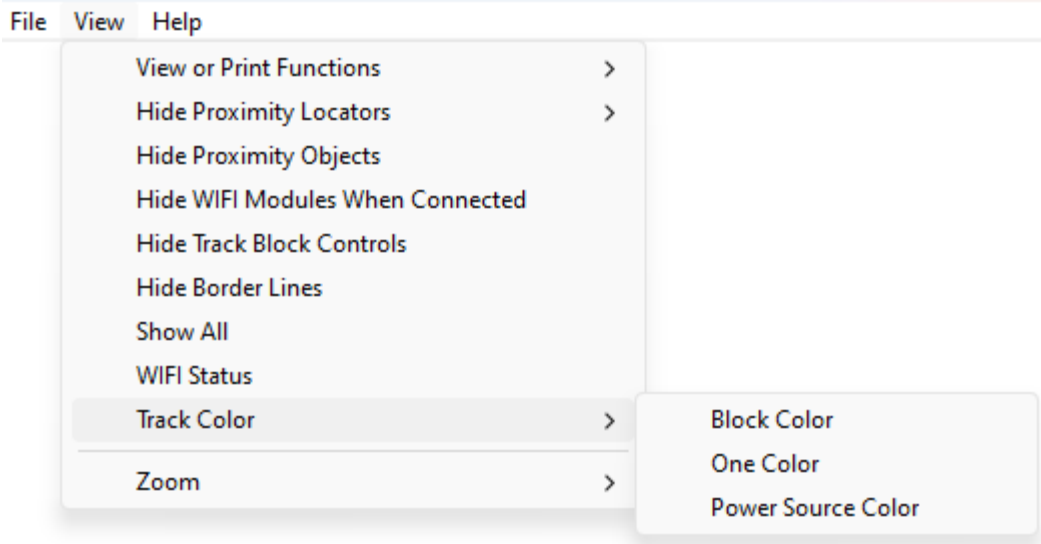 File View Help
View or Print Functions
Hide Proximity Locators
Hide Proximity Objects
Hide WIFI Modules When Connected
Hide Track Block Controls
Hide Border Lines
Show All
WIFI Status
Track Color
Zoom
Block Color
One Color
Power Source Color